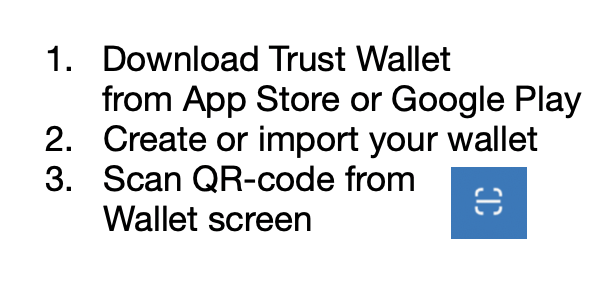 1. Download Trust Wallet
from App Store or Google Play
2. Create or import your wallet
3. Scan QR-code from
Wallet screen